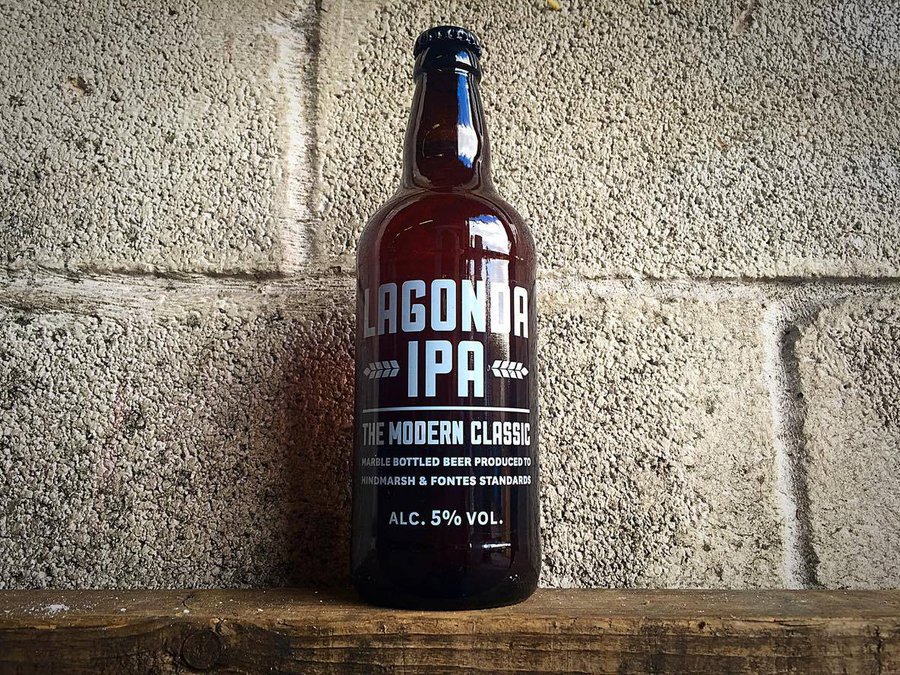 LAGONDA
IPA
THE MODERN CLASSIC
MARBLE BOTTLED BEER PRODUCED TO
HINDMARSH & FONTES STANDARDS
ALC. 5% VOL.